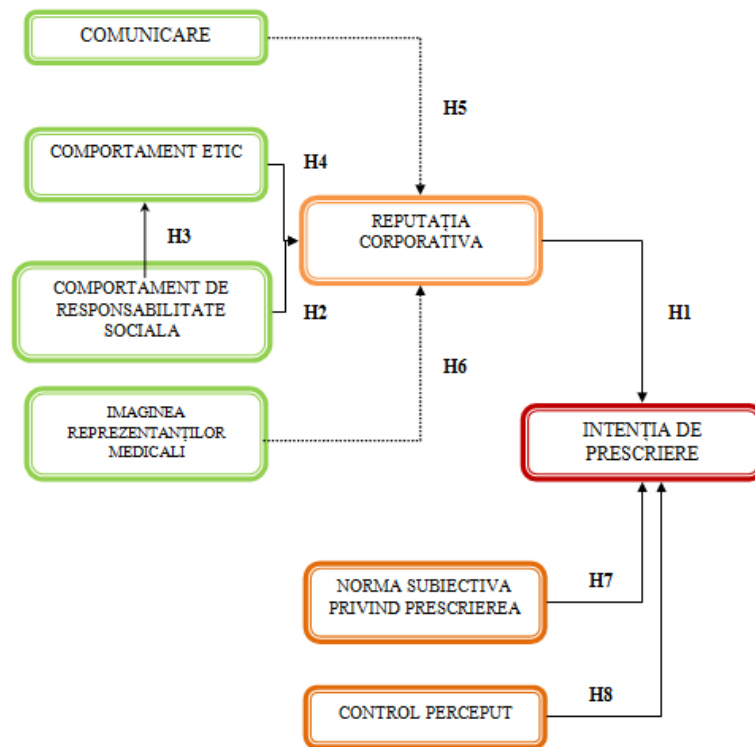 COMUNICARE
H5
COMPORTAMENT ETIC
H4
REPUTAȚIA
CORPORATIVA
H3
COMPORTAMENT DE
RESPONSABILITATE
SOCIALA
H2
H1
H6
IMAGINEA
REPREZENTANȚILOR
MEDICALI
INTENȚIA DE
PRESCRIERE
NORMA SUBIECTIVA
PRIVIND PRESCRIEREA
H7
CONTROL PERCEPUT
H8